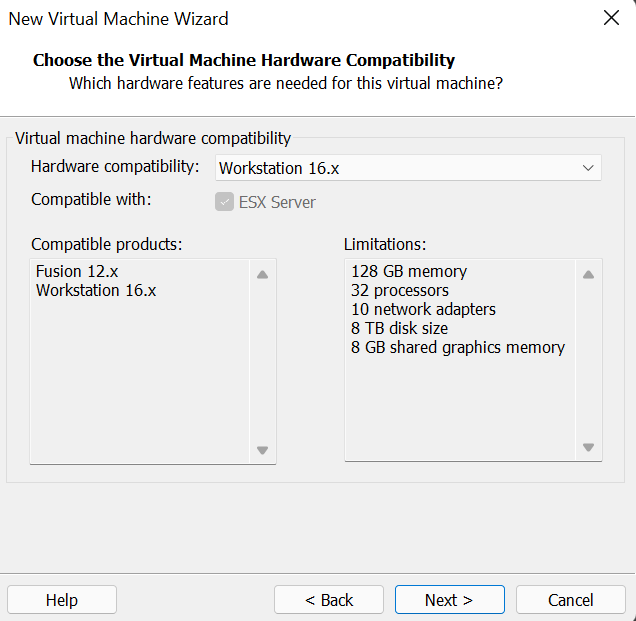 New Virtual Machine Wizard
Choose the Virtual Machine Hardware Compatibility
Which hardware features are needed for this virtual machine?
Virtual machine hardware compatibility
Hardware compatibility: Workstation 16.x
Compatible with: ESX Server
Compatible products:
Fusion 12.x
Workstation 16.x
Limitations:
128 GB memory
32 processors
10 network adapters
8 TB disk size
8 GB shared graphics memory
Help < Back Next > Cancel